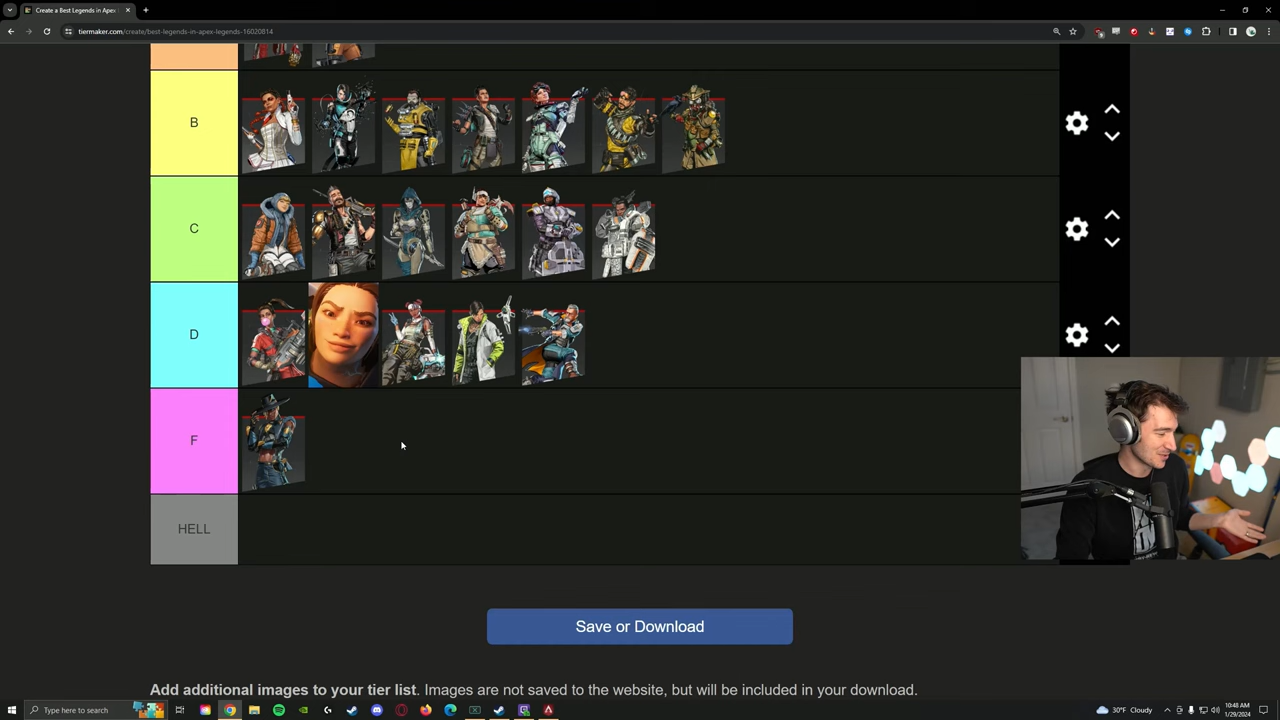 Create a Best Legends in Apex L
tiermaker.com/create/best-legends-in-apex-legends-16020814
B
C
D
F
HELL
Save or Download
Add additional images to your tier list. Images are not saved to the website, but will be included in your download.
Type here to search
30°F Cloudy
10:48 AM
1/29/2024